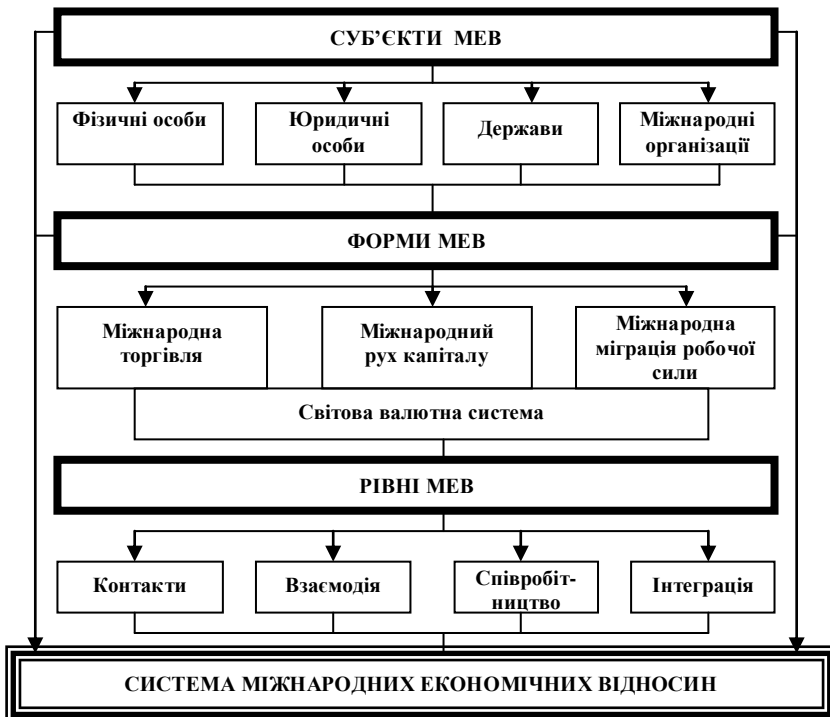 СУБ’ЄКТИ МЕВ
Фізичні особи
Юридичні
особи
Держави
Міжнародні
організації
ФОРМИ МЕВ
Міжнародна
торгівля
Міжнародний
рух капіталу
Міжнародна
міграція робочої
сили
Світова валютна система
РІВНІ МЕВ
Контакти
Взаємодія
Співробіт-
ництво
Інтеграція
СИСТЕМА МІЖНАРОДНИХ ЕКОНОМІЧНИХ ВІДНОСИН